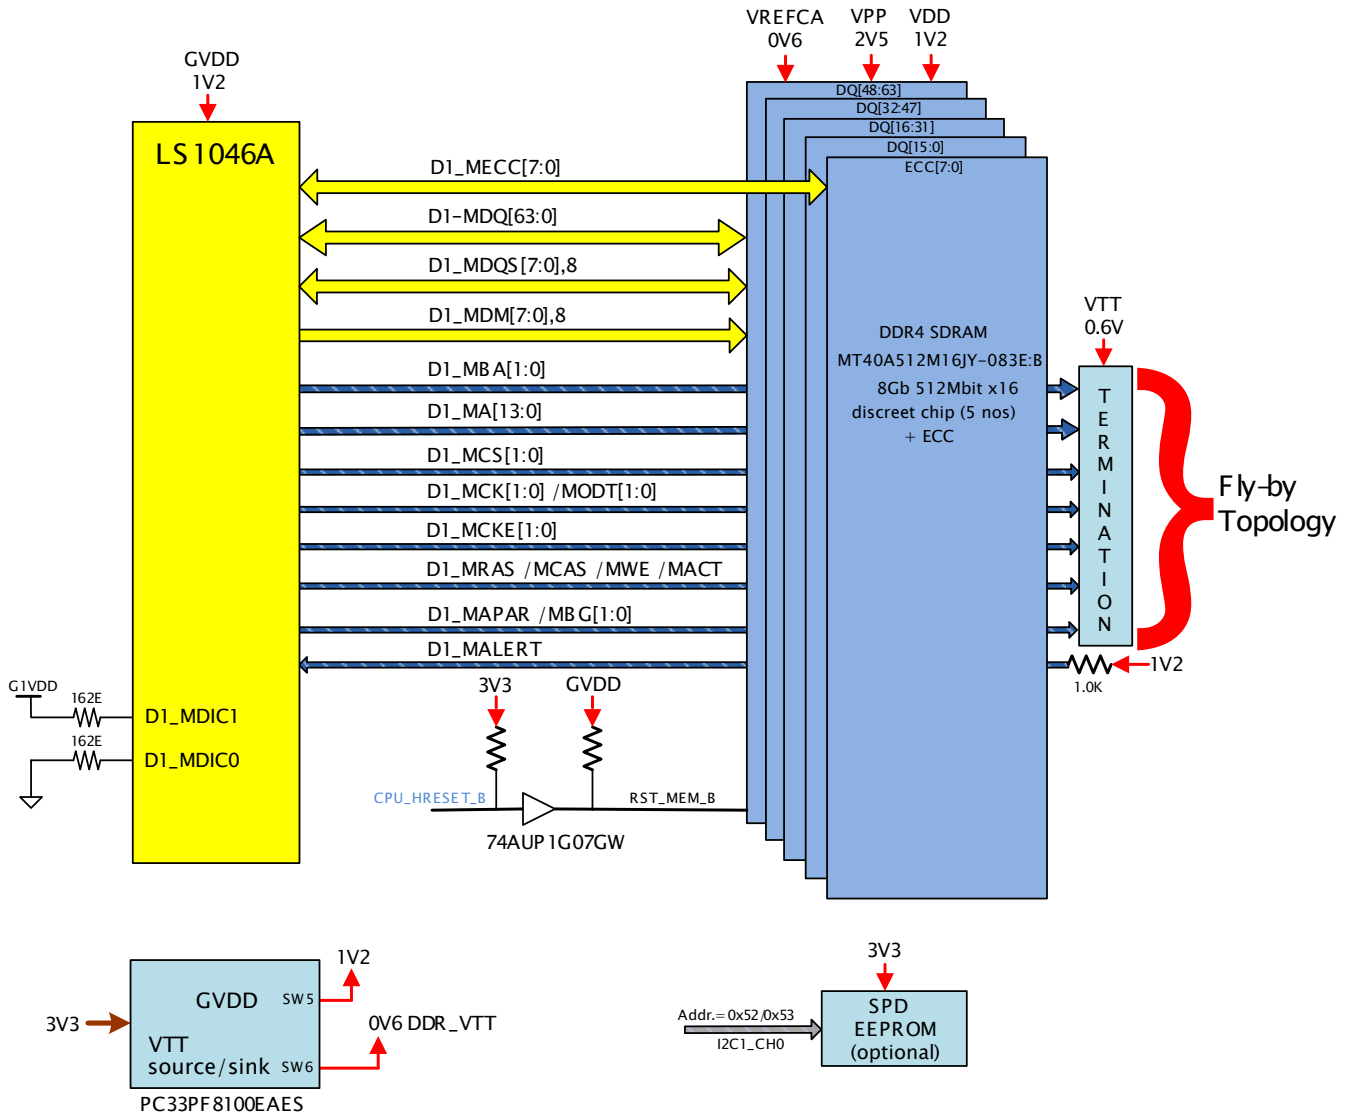 VREFCA
0V6
VPP
2V5
VDD
1V2
GVDD
1V2
DQ[48:63]
DQ[32:47]
DQ[16:31]
DQ[15:0]
ECC[7:0]
LS1046A
D1_MECC[7:0]
D1-MDQ[63:0]
D1_MDQS[7:0],8
D1_MDM[7:0],8
D1_MBA[1:0]
D1_MA[13:0]
D1_MCS[1:0]
D1_MCK[1:0] /MODT[1:0]
D1_MCKE[1:0]
D1_MRAS /MCAS /MWE /MACT
D1_MAPAR /MBG[1:0]
D1_MALERT
DDR4 SDRAM
MT40A512M16JY-083E:B
8Gb 512Mbit x16
discreet chip (5 nos)
+ ECC
VTT
0.6V
TERMINATION
Fly-by
Topology
1V2
1.0K
G1VDD
162E
D1_MDIC1
162E
D1_MDIC0
3V3
GVDD
CPU_HRESET_B
RST_MEM_B
74AUP1G07GW
3V3
GVDD
SW5
1V2
VTT
source/sink
SW6
0V6 DDR_VTT
PC33PF8100EAES
Addr.=0x52/0x53
I2C1_CH0
3V3
SPD
EEPROM
(optional)